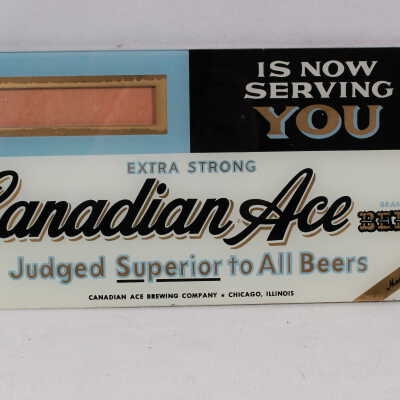 IS NOW
SERVING
YOU
EXTRA STRONG
Canadian Ace
Judged Superior to All Beers
CANADIAN ACE BREWING COMPANY • CHICAGO, ILLINOIS